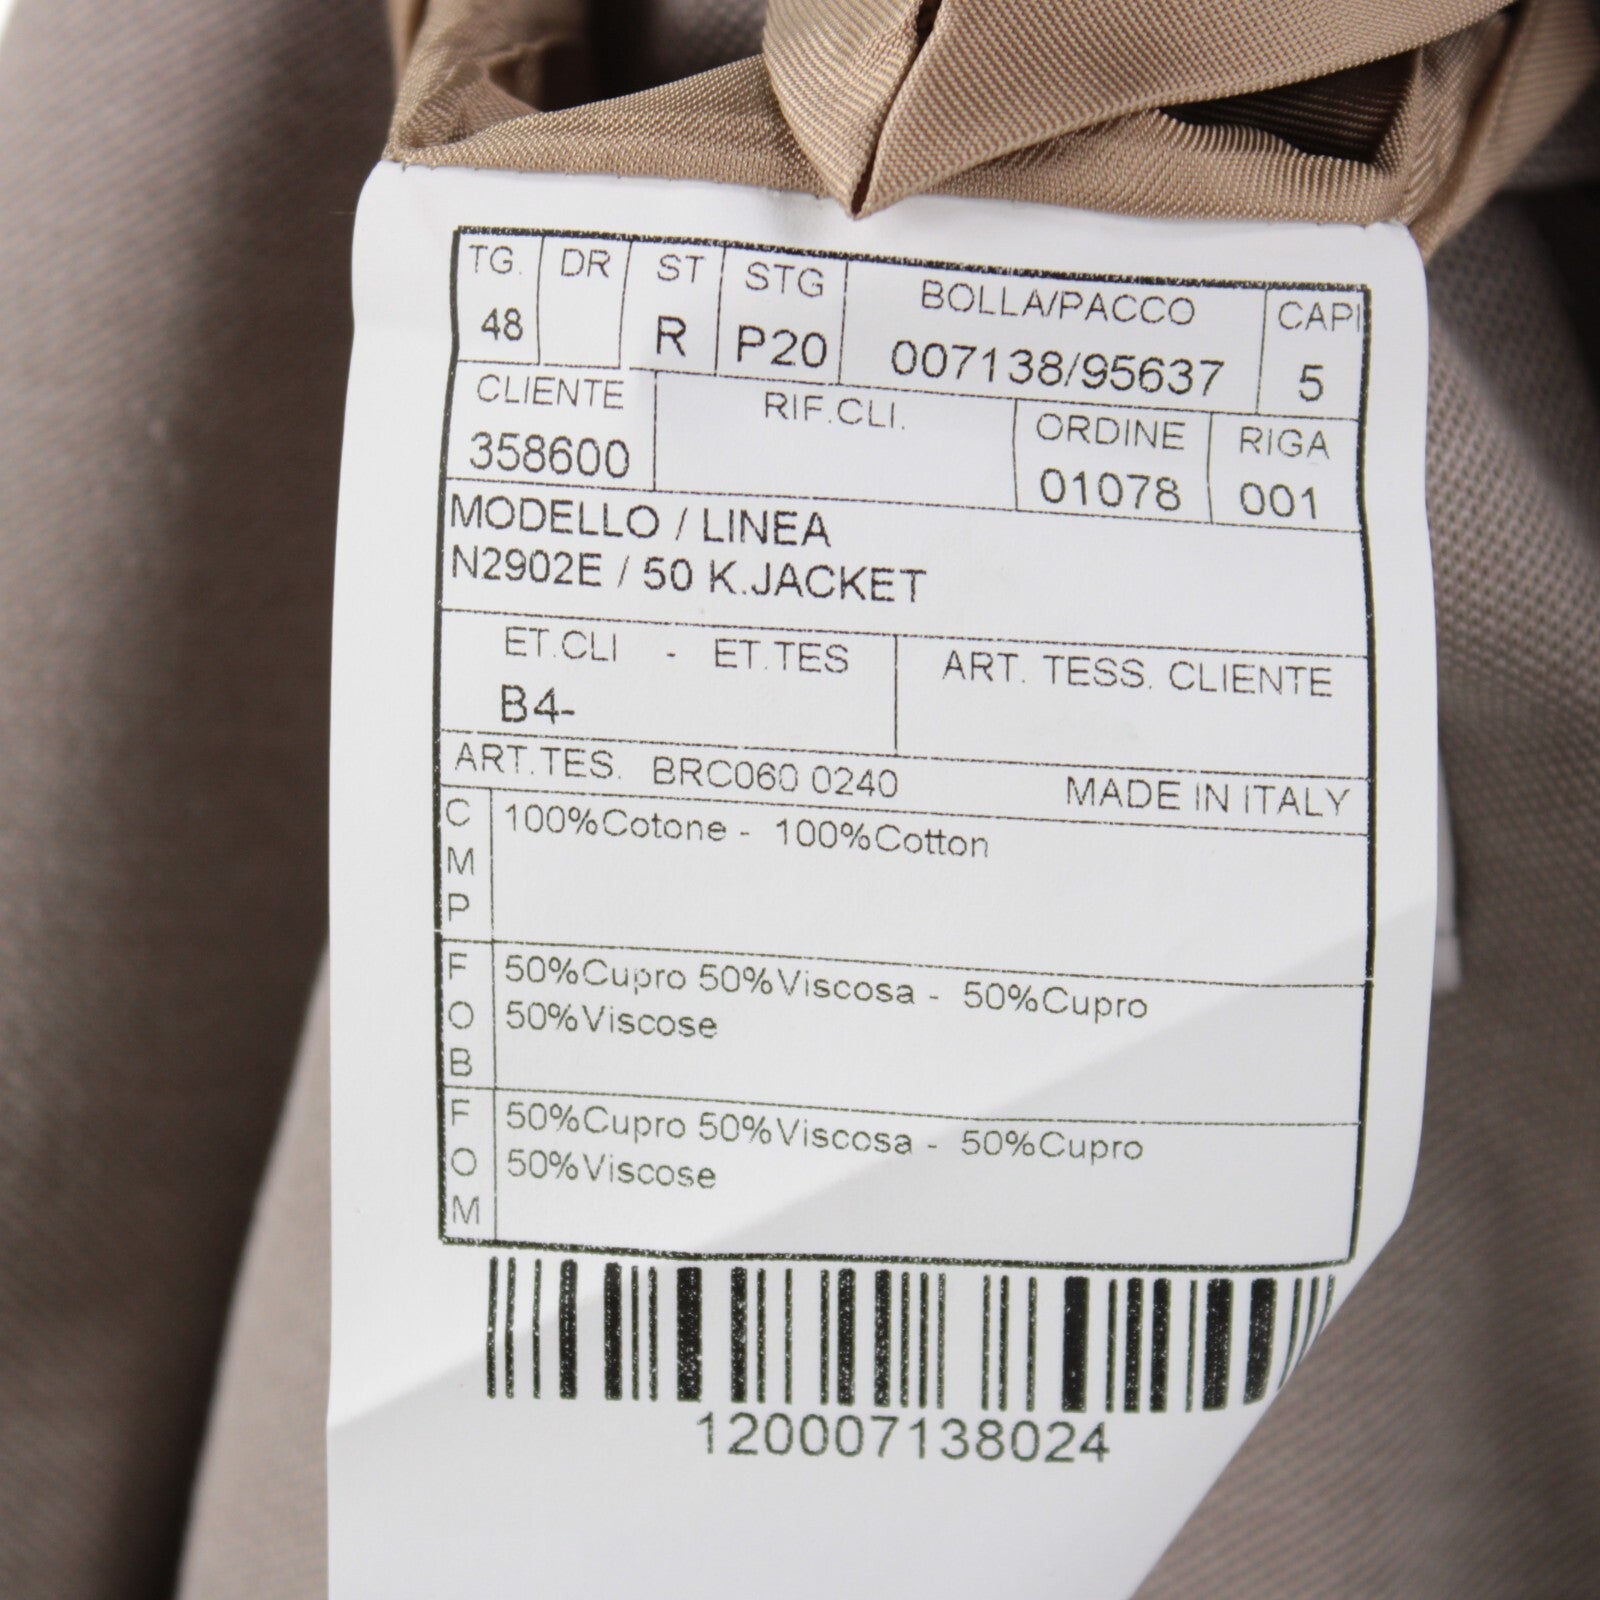 TG. DR ST STG BOLLA/PACCO CAPI
48 R P20 007138/95637 5
CLIENTE RIF.CLI. ORDINE RIGA
358600 01078 001
MODELLO / LINEA
N2902E / 50 K.JACKET
ET.CLI - ET.TES ART. TESS. CLIENTE
B4-
ART.TES. BRC060 0240 MADE IN ITALY
CMP 100%Cotone - 100%Cotton
FOB 50%Cupro 50%Viscosa - 50%Cupro
50%Viscose
FOM 50%Cupro 50%Viscosa - 50%Cupro
50%Viscose
120007138024